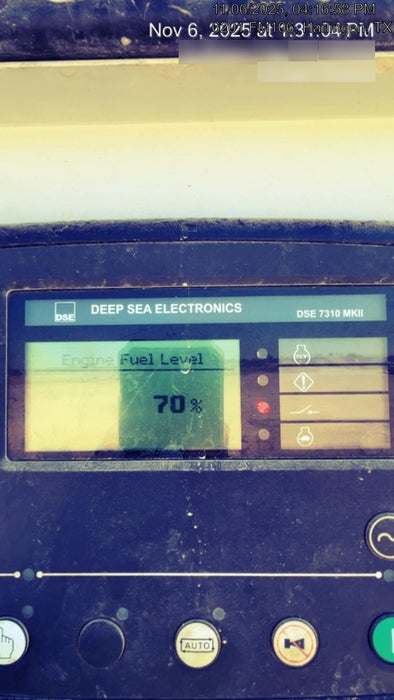 11/06/2025, 04:16:58 PM
Nov 6, 2025 at 1:31:04 PM
TX
DSE
DEEP SEA ELECTRONICS
DSE 7310 MKII
Engine Fuel Level
70 %
AUTO